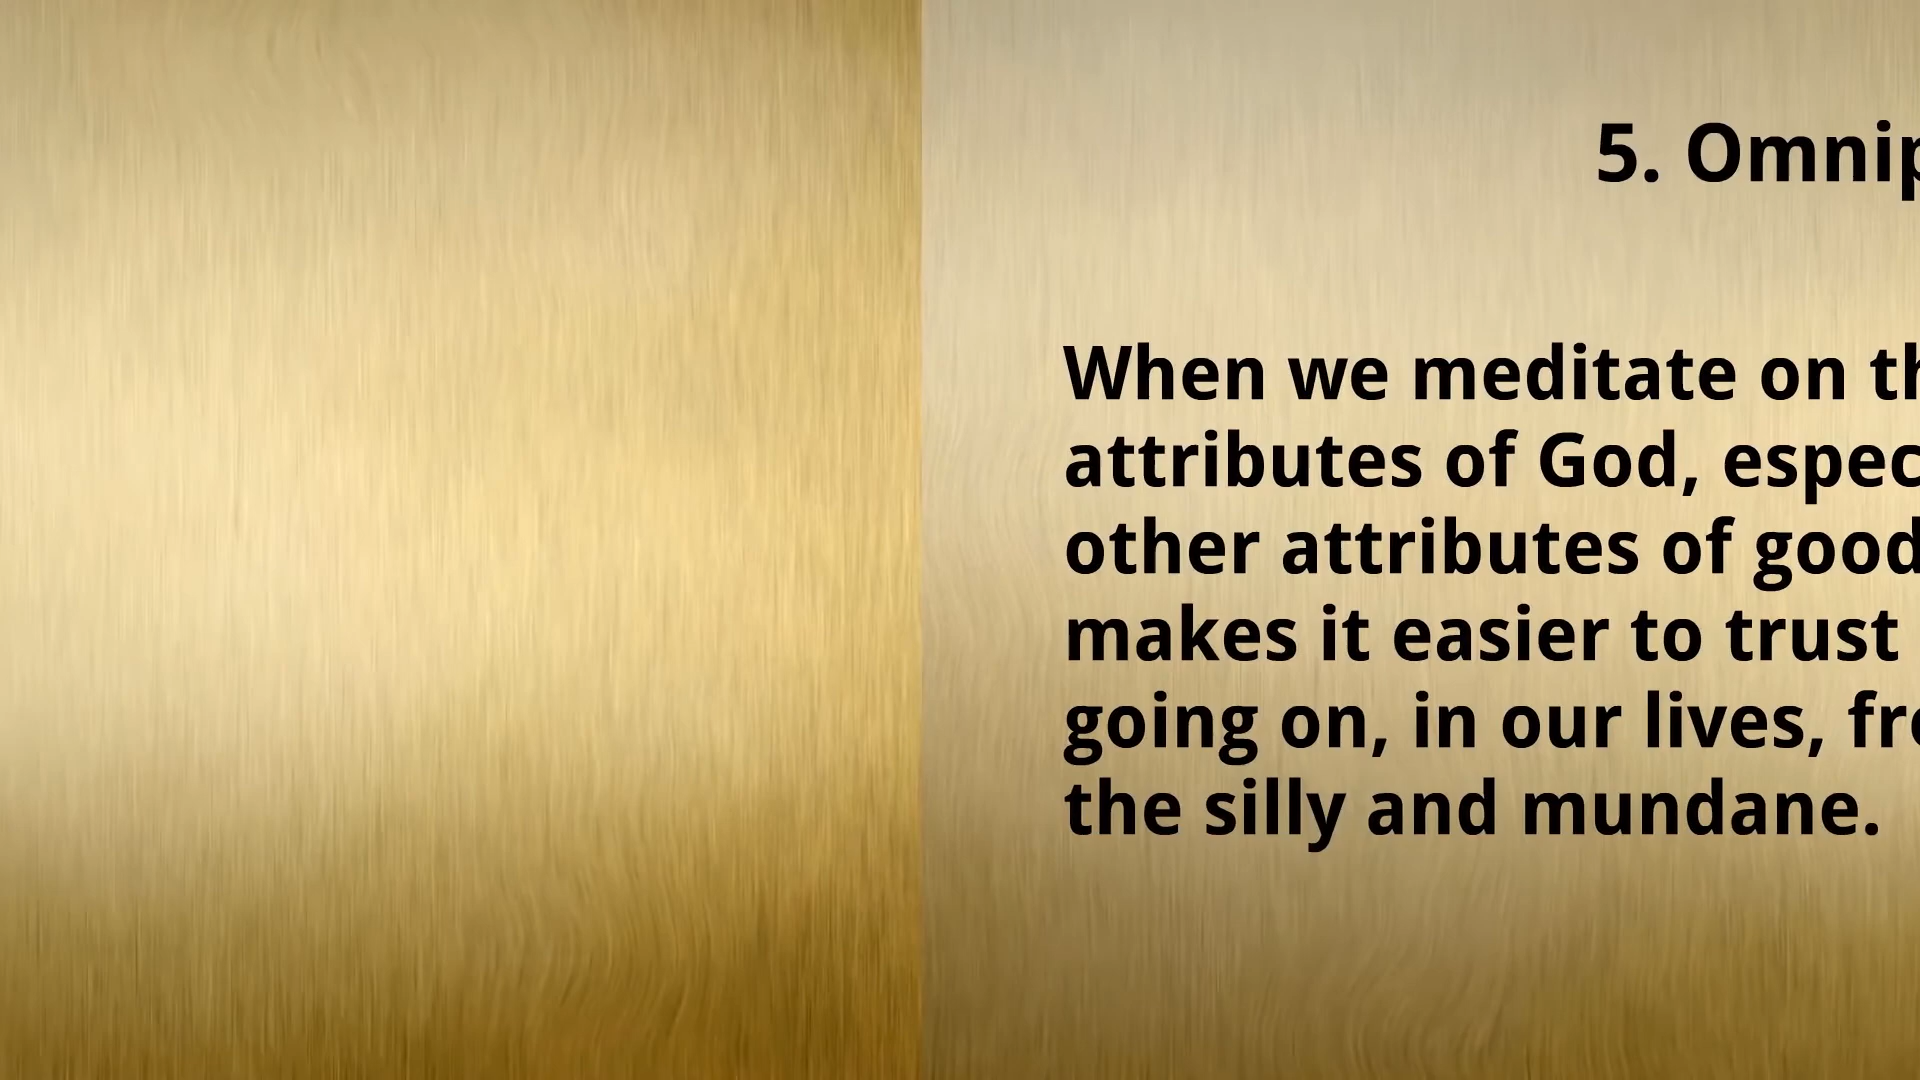 5. Omnip
When we meditate on th
attributes of God, espec
other attributes of good
makes it easier to trust
going on, in our lives, fro
the silly and mundane.